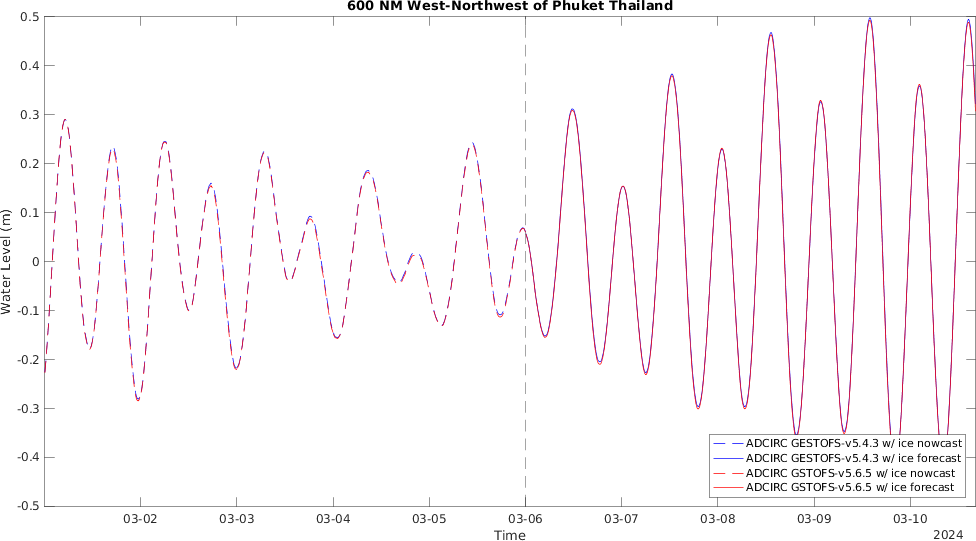 600 NM West-Northwest of Phuket Thailand
0.5
0.4
0.3
0.2
0.1
0
-0.1
-0.2
-0.3
-0.4
-0.5
Water Level (m)
ADCIRC GESTOFS-v5.4.3 w/ ice nowcast
ADCIRC GESTOFS-v5.4.3 w/ ice forecast
ADCIRC GSTOFS-v5.6.5 w/ ice nowcast
ADCIRC GSTOFS-v5.6.5 w/ ice forecast
03-02 03-03 03-04 03-05 03-06 03-07 03-08 03-09 03-10
Time
2024